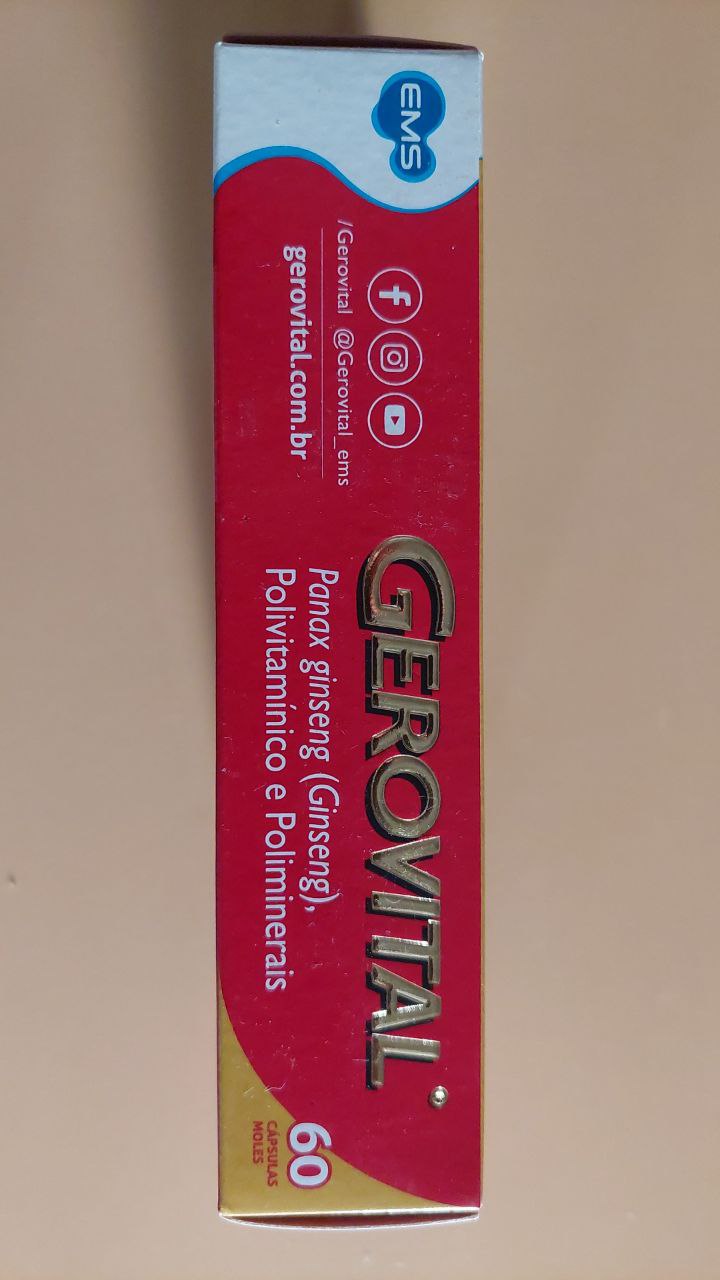 EMS
/Gerovital @Gerovital_ems
gerovital.com.br
GEROVITAL
Panax ginseng (Ginseng),
Polivitamínico e Poliminerais
60
CÁPSULAS
MOLES